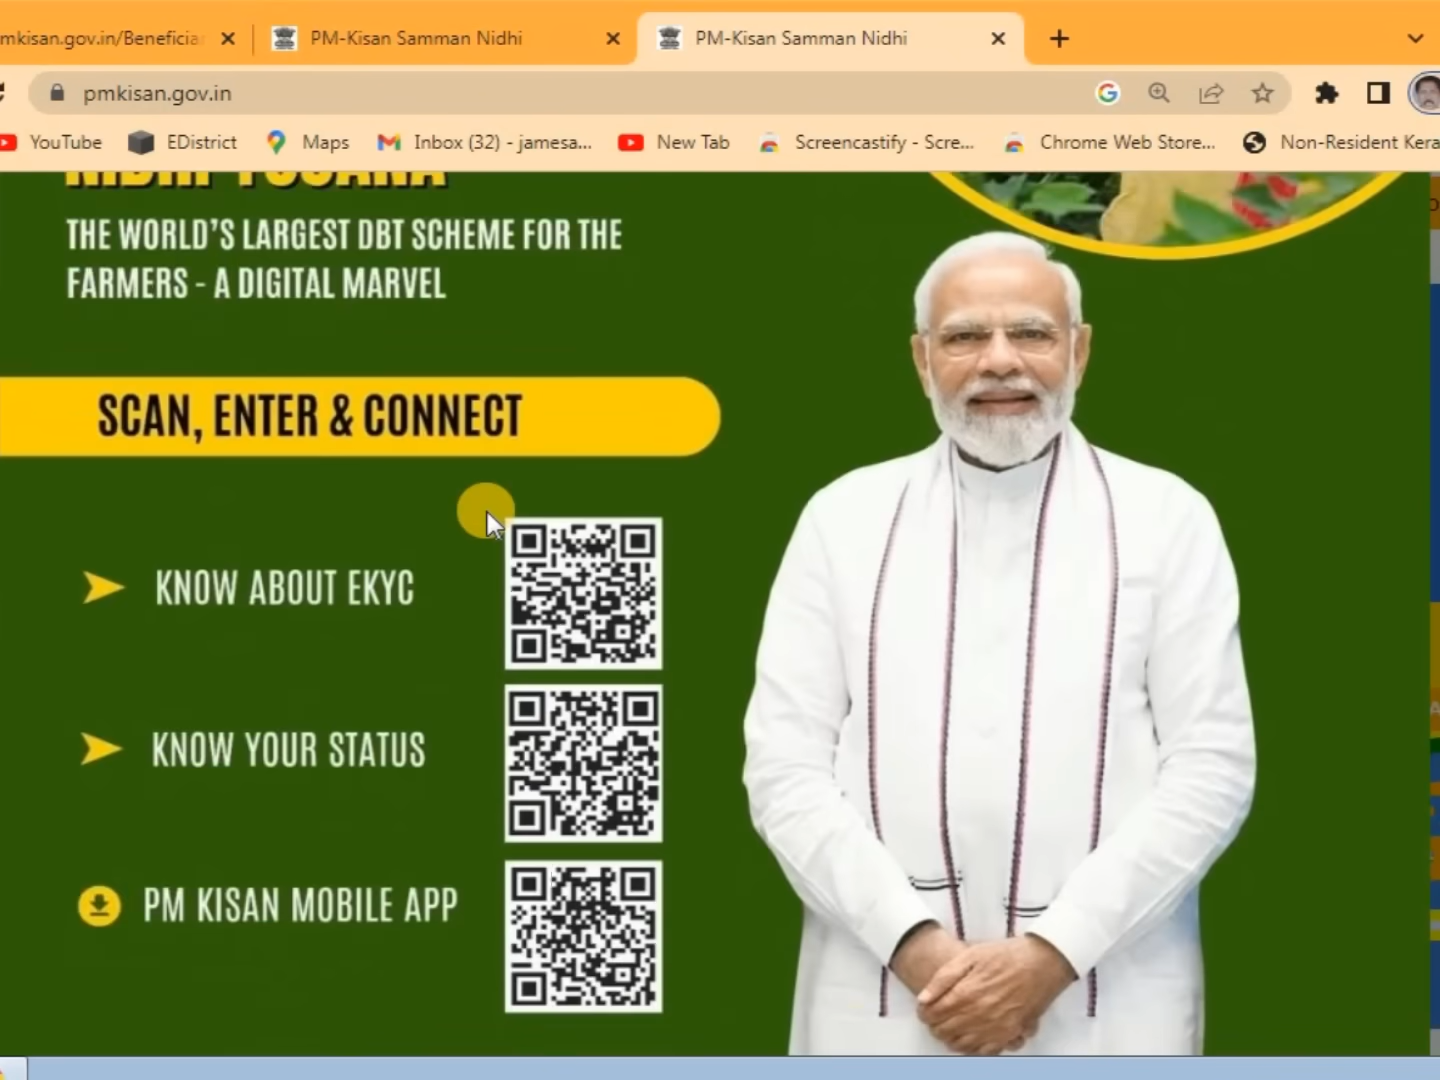 mkisan.gov.in/Beneficia
PM-Kisan Samman Nidhi
PM-Kisan Samman Nidhi
pmkisan.gov.in
YouTube
EDistrict
Maps
Inbox (32) - jamesa...
New Tab
Screencastify - Scre...
Chrome Web Store...
Non-Resident Kera
NIDHI YOJANA
THE WORLD'S LARGEST DBT SCHEME FOR THE
FARMERS - A DIGITAL MARVEL
SCAN, ENTER & CONNECT
KNOW ABOUT EKYC
KNOW YOUR STATUS
PM KISAN MOBILE APP